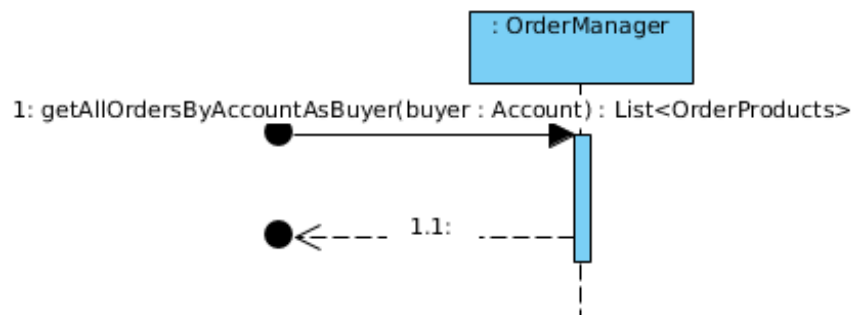 : OrderManager
1: getAllOrdersByAccountAsBuyer(buyer : Account) : List<OrderProducts>
1.1: